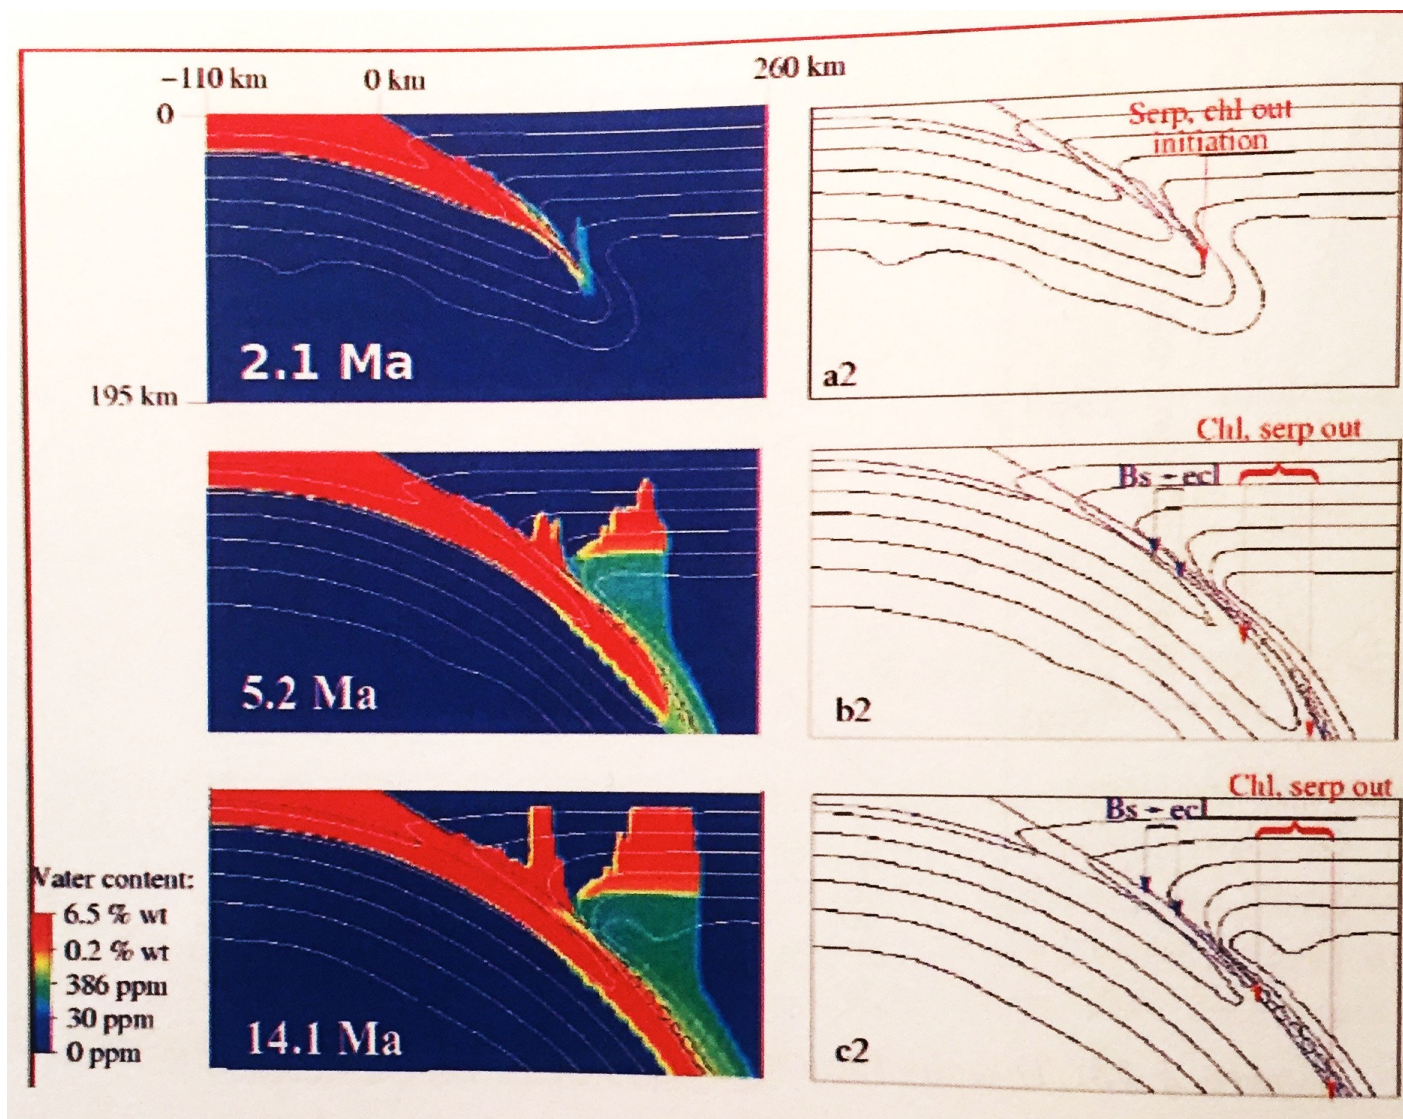 -110 km 0 km 260 km
0
195 km
2.1 Ma
Serp, chl out
initiation
a2
5.2 Ma
Chl, serp out
Bs - ecl
b2
14.1 Ma
Chl, serp out
Bs - ecl
c2
Water content:
6.5 % wt
0.2 % wt
386 ppm
30 ppm
0 ppm